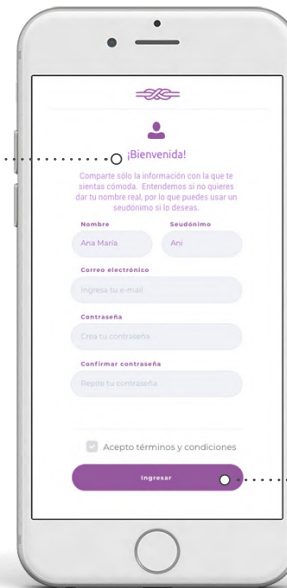 ¡Bienvenida!
Comparte sólo la información con la que te
sientas cómoda. Entendemos si no quieres
dar tu nombre real, por lo que puedes usar un
seudónimo si lo deseas.
Nombre Seudónimo
Ana María Ani
Correo electrónico
Ingresa tu e-mail
Contraseña
Crea tu contraseña
Confirmar contraseña
Repite tu contraseña
Acepto términos y condiciones
Ingresar